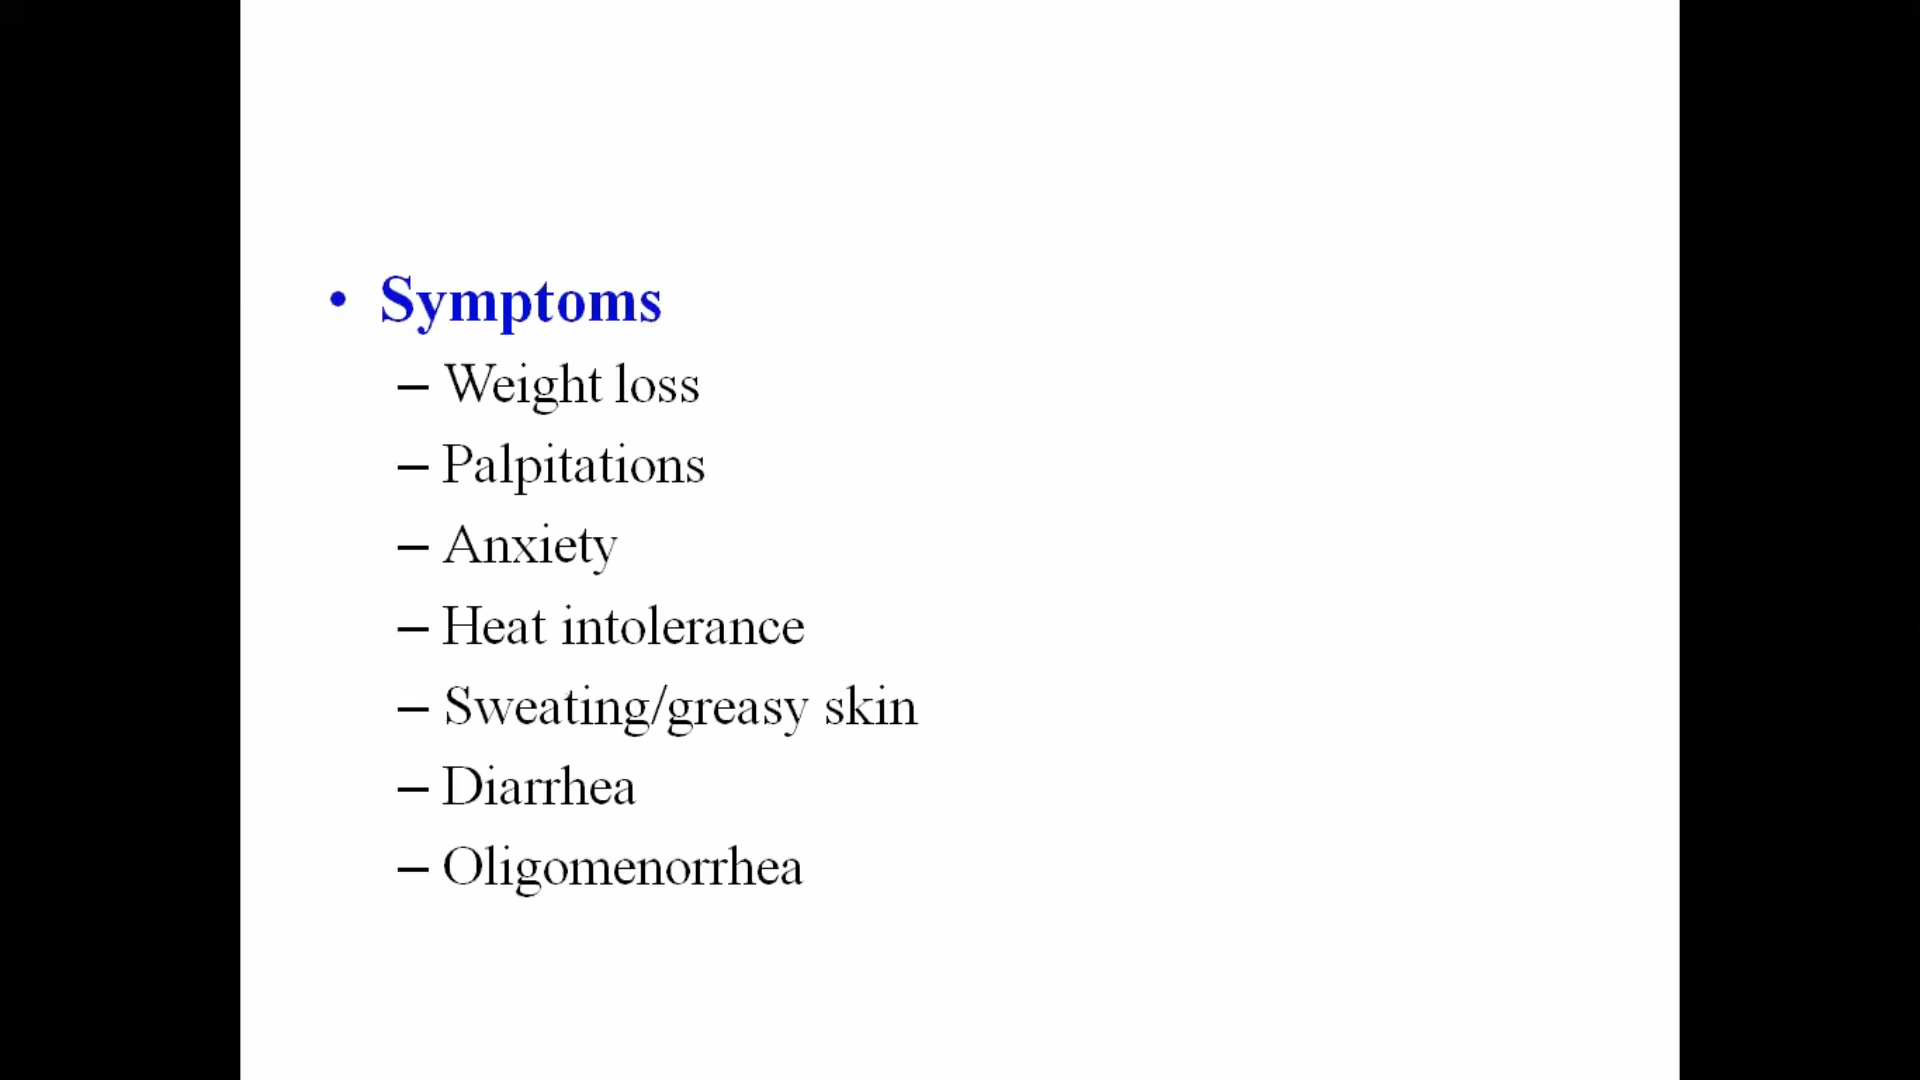 • Symptoms
– Weight loss
– Palpitations
– Anxiety
– Heat intolerance
– Sweating/greasy skin
– Diarrhea
– Oligomenorrhea